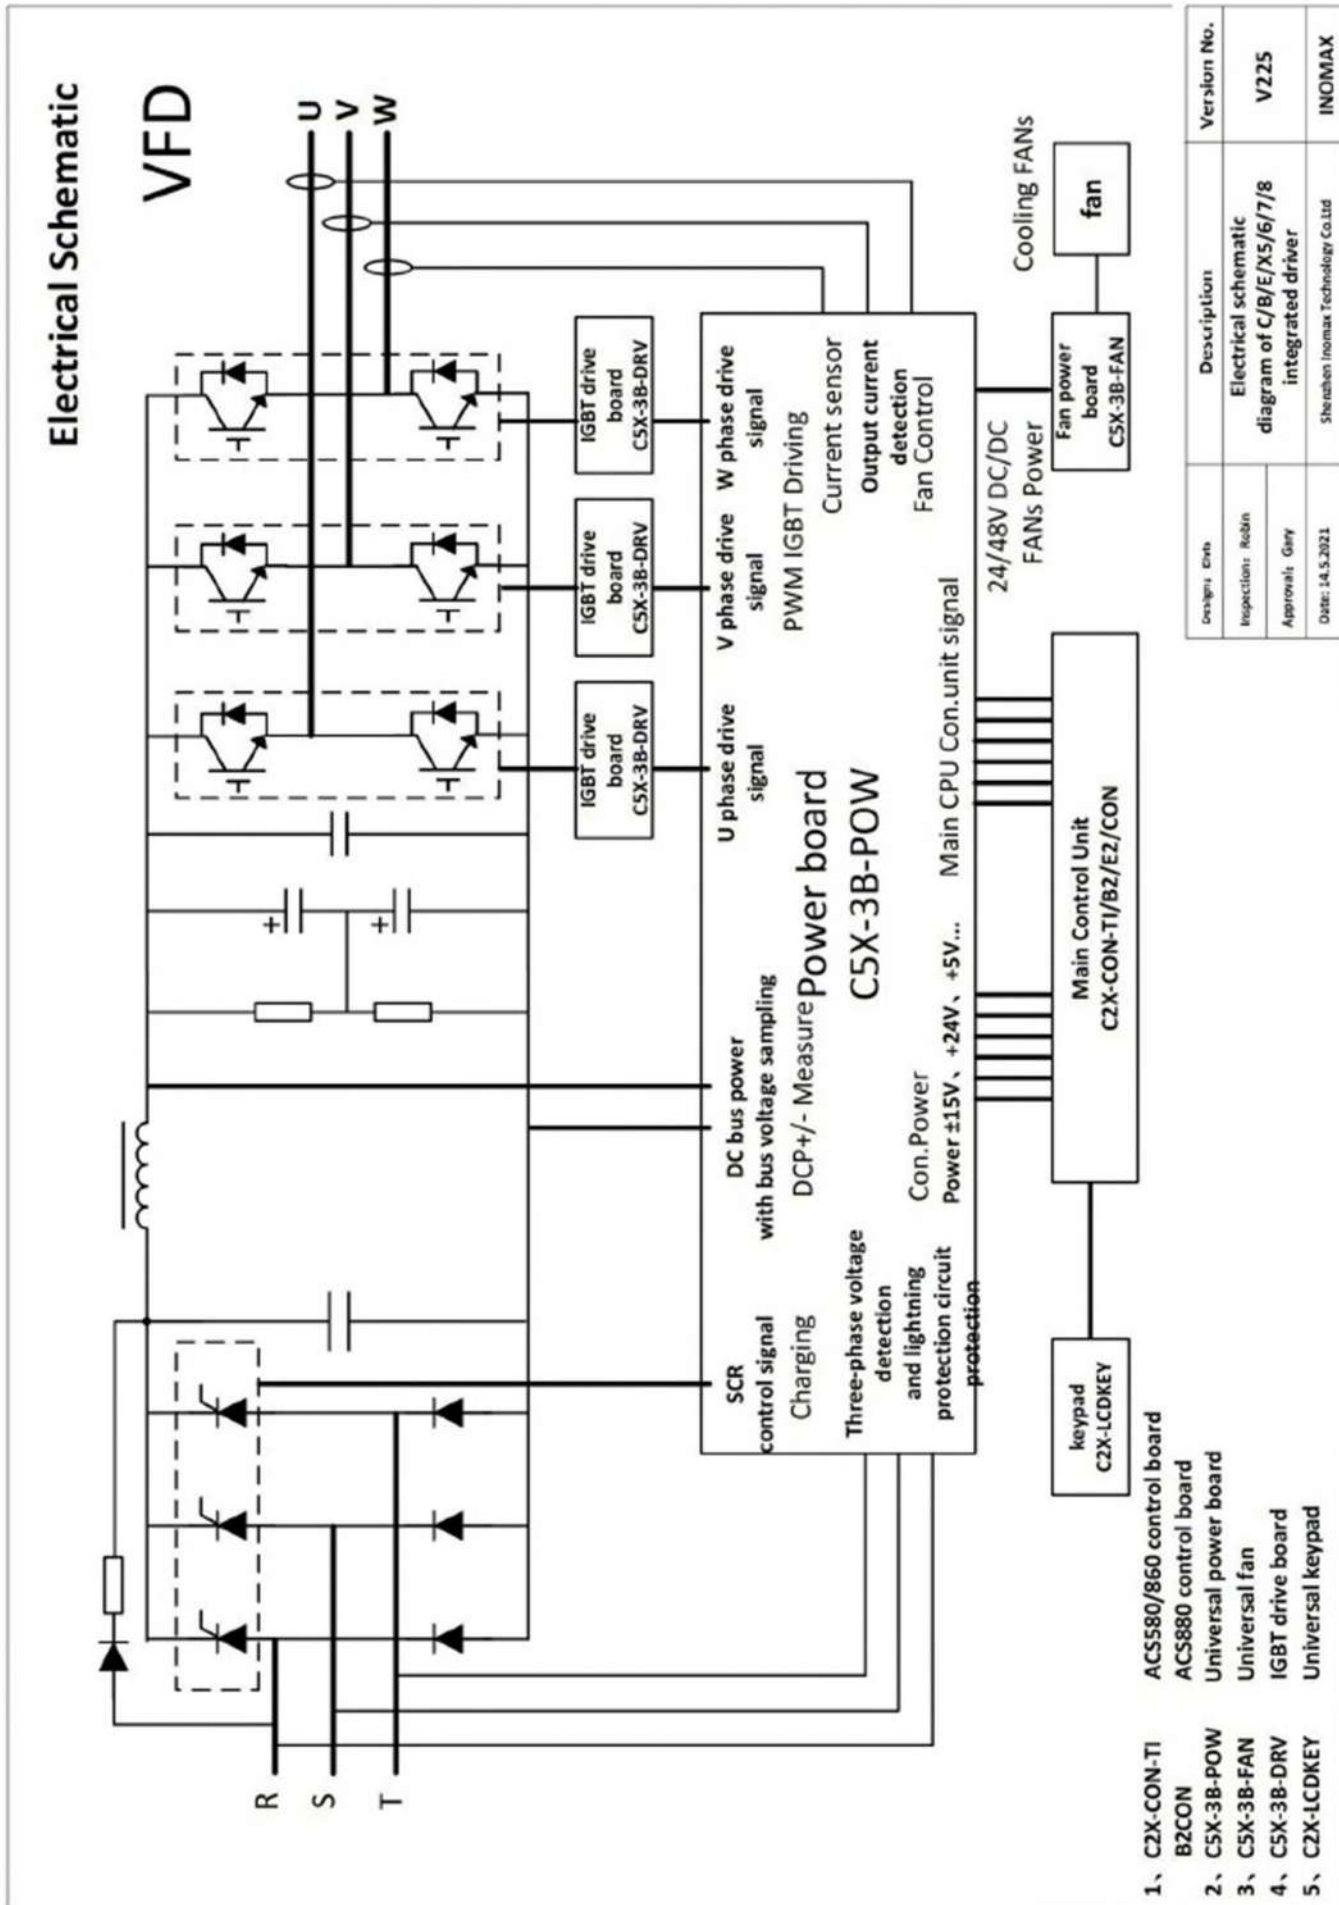 Electrical Schematic
VFD
U
V
W
R
S
T
IGBT drive
board
C5X-3B-DRV
IGBT drive
board
C5X-3B-DRV
IGBT drive
board
C5X-3B-DRV
SCR
control signal
Charging
DC bus power
with bus voltage sampling
DCP+/- Measure
U phase drive
signal
V phase drive
signal
W phase drive
signal
PWM IGBT Driving
Power board
C5X-3B-POW
Current sensor
Output current
detection
Fan Control
Three-phase voltage
detection
and lightning
protection circuit
protection
Con.Power
Power ±15V、+24V、+5V...
Main CPU Con.unit signal
24/48V DC/DC
FANs Power
Cooling FANs
keypad
C2X-LCDKEY
Main Control Unit
C2X-CON-TI/B2/E2/CON
Fan power
board
C5X-3B-FAN
fan
1、 C2X-CON-TI ACS580/860 control board
B2CON ACS880 control board
2、 C5X-3B-POW Universal power board
3、 C5X-3B-FAN Universal fan
4、 C5X-3B-DRV IGBT drive board
5、 C2X-LCDKEY Universal keypad
Design: Description Version No.
Inspection: Robin
Approval: Gary
Electrical schematic
diagram of C/B/E/X5/6/7/8
integrated driver
V225
Date: 14.5.2021 Shenzhen Inomax Technology Co.Ltd INOMAX